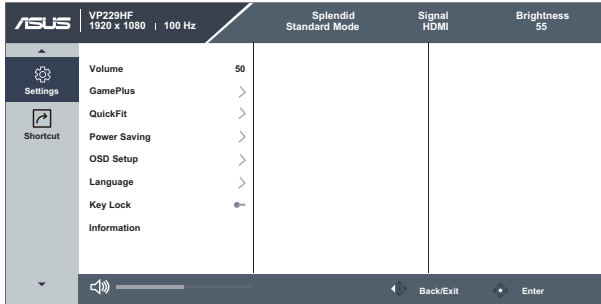 ASUS
VP229HF
1920 x 1080 | 100 Hz
Splendid
Standard Mode
Signal
HDMI
Brightness
55
Settings
Shortcut
Volume 50
GamePlus
QuickFit
Power Saving
OSD Setup
Language
Key Lock
Information
Back/Exit
Enter